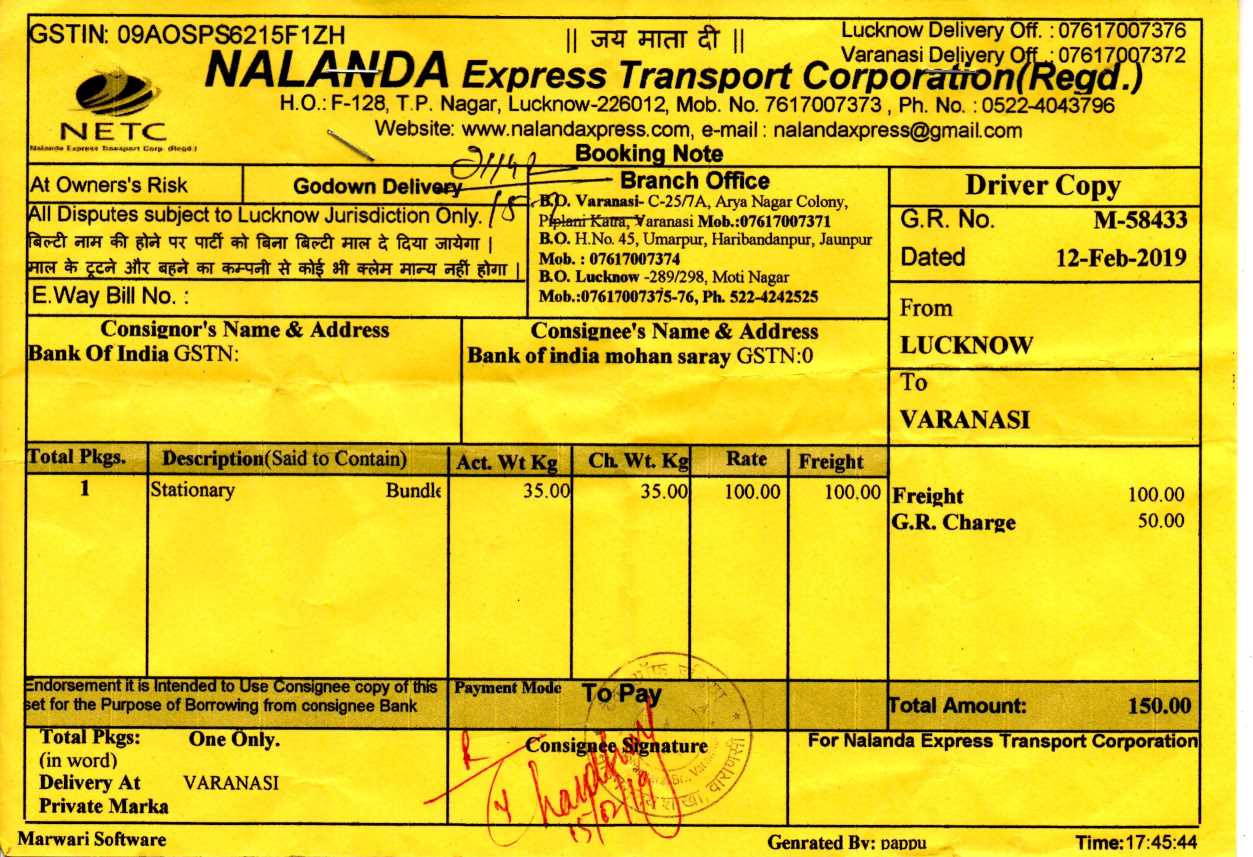 GSTIN: 09AOSPS6215F1ZH
|| जय माता दी ||
Lucknow Delivery Off. : 07617007376
Varanasi Delivery Off. : 07617007372
NALANDA Express Transport Corporation(Regd.)
H.O.: F-128, T.P. Nagar, Lucknow-226012, Mob. No. 7617007373 , Ph. No. : 0522-4043796
Website: www.nalandaxpress.com, e-mail : nalandaxpress@gmail.com
NETC
Nalanda Express Transport Corp. (Regd.)
Booking Note
At Owners's Risk
Godown Delivery
All Disputes subject to Lucknow Jurisdiction Only.
बिल्टी नाम की होने पर पार्टी को बिना बिल्टी माल दे दिया जायेगा |
माल के टूटने और बहने का कम्पनी से कोई भी क्लेम मान्य नहीं होगा |
E.Way Bill No. :
Branch Office
B.O. Varanasi- C-25/7A, Arya Nagar Colony,
Piplani Katra, Varanasi Mob.:07617007371
B.O. H.No. 45, Umarpur, Haribandanpur, Jaunpur
Mob. : 07617007374
B.O. Lucknow -289/298, Moti Nagar
Mob.:07617007375-76, Ph. 522-4242525
Driver Copy
G.R. No. M-58433
Dated 12-Feb-2019
From
LUCKNOW
To
VARANASI
Consignor's Name & Address
Bank Of India GSTN:
Consignee's Name & Address
Bank of india mohan saray GSTN:0
Total Pkgs. Description(Said to Contain) Act. Wt Kg Ch. Wt. Kg Rate Freight
1 Stationary Bundle 35.00 35.00 100.00 100.00
Freight 100.00
G.R. Charge 50.00
Endorsement it is Intended to Use Consignee copy of this
set for the Purpose of Borrowing from consignee Bank
Payment Mode To Pay
Total Amount: 150.00
Total Pkgs: One Only.
(in word)
Delivery At VARANASI
Private Marka
Consignee Signature
15/02/19
For Nalanda Express Transport Corporation
Marwari Software
Genrated By: pappu
Time:17:45:44